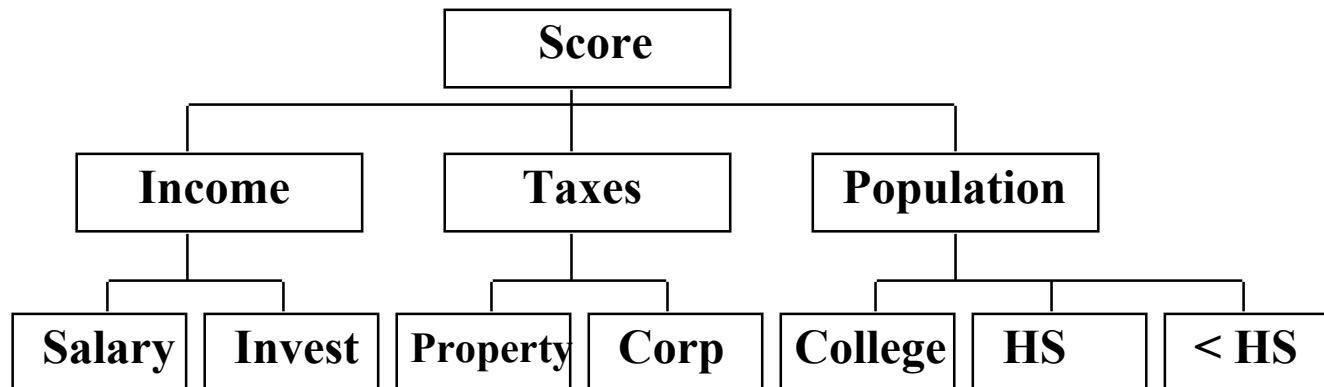 Score
Income Taxes Population
Salary Invest Property Corp College HS < HS